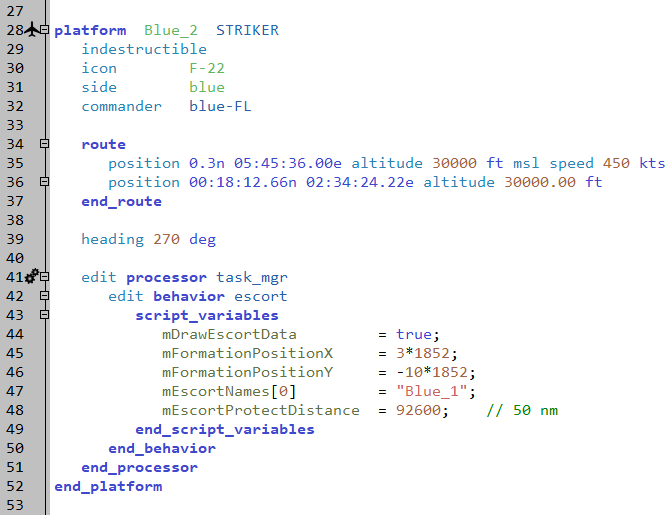 27
28 platform Blue_2 STRIKER
29 indestructible
30 icon F-22
31 side blue
32 commander blue-FL
33
34 route
35 position 0.3n 05:45:36.00e altitude 30000 ft msl speed 450 kts
36 position 00:18:12.66n 02:34:24.22e altitude 30000.00 ft
37 end_route
38
39 heading 270 deg
40
41 edit processor task_mgr
42 edit behavior escort
43 script_variables
44 mDrawEscortData = true;
45 mFormationPositionX = 3*1852;
46 mFormationPositionY = -10*1852;
47 mEscortNames[0] = "Blue_1";
48 mEscortProtectDistance = 92600; // 50 nm
49 end_script_variables
50 end_behavior
51 end_processor
52 end_platform
53